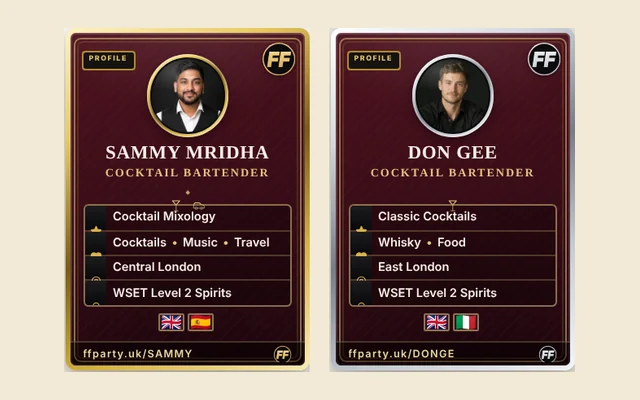 PROFILE
FF
SAMMY MRIDHA
COCKTAIL BARTENDER
Cocktail Mixology
Cocktails • Music • Travel
Central London
WSET Level 2 Spirits
ffparty.uk/SAMMY
FF
PROFILE
FF
DON GEE
COCKTAIL BARTENDER
Classic Cocktails
Whisky • Food
East London
WSET Level 2 Spirits
ffparty.uk/DONGE
FF